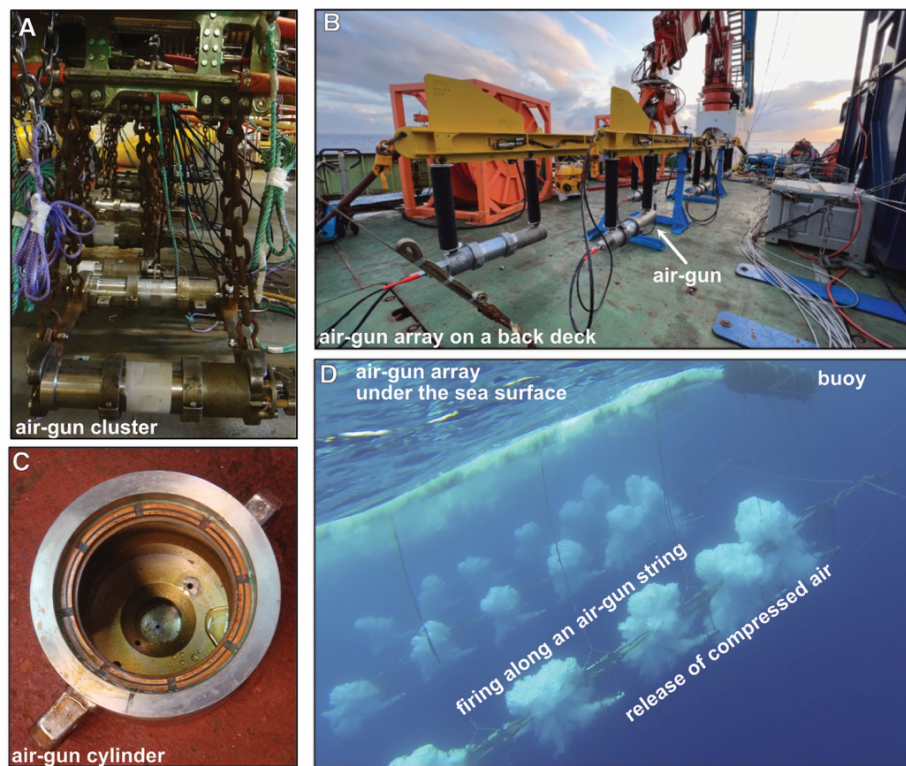 A
air-gun cluster
B
air-gun
air-gun array on a back deck
C
air-gun cylinder
D
air-gun array
under the sea surface
buoy
firing along an air-gun string
release of compressed air